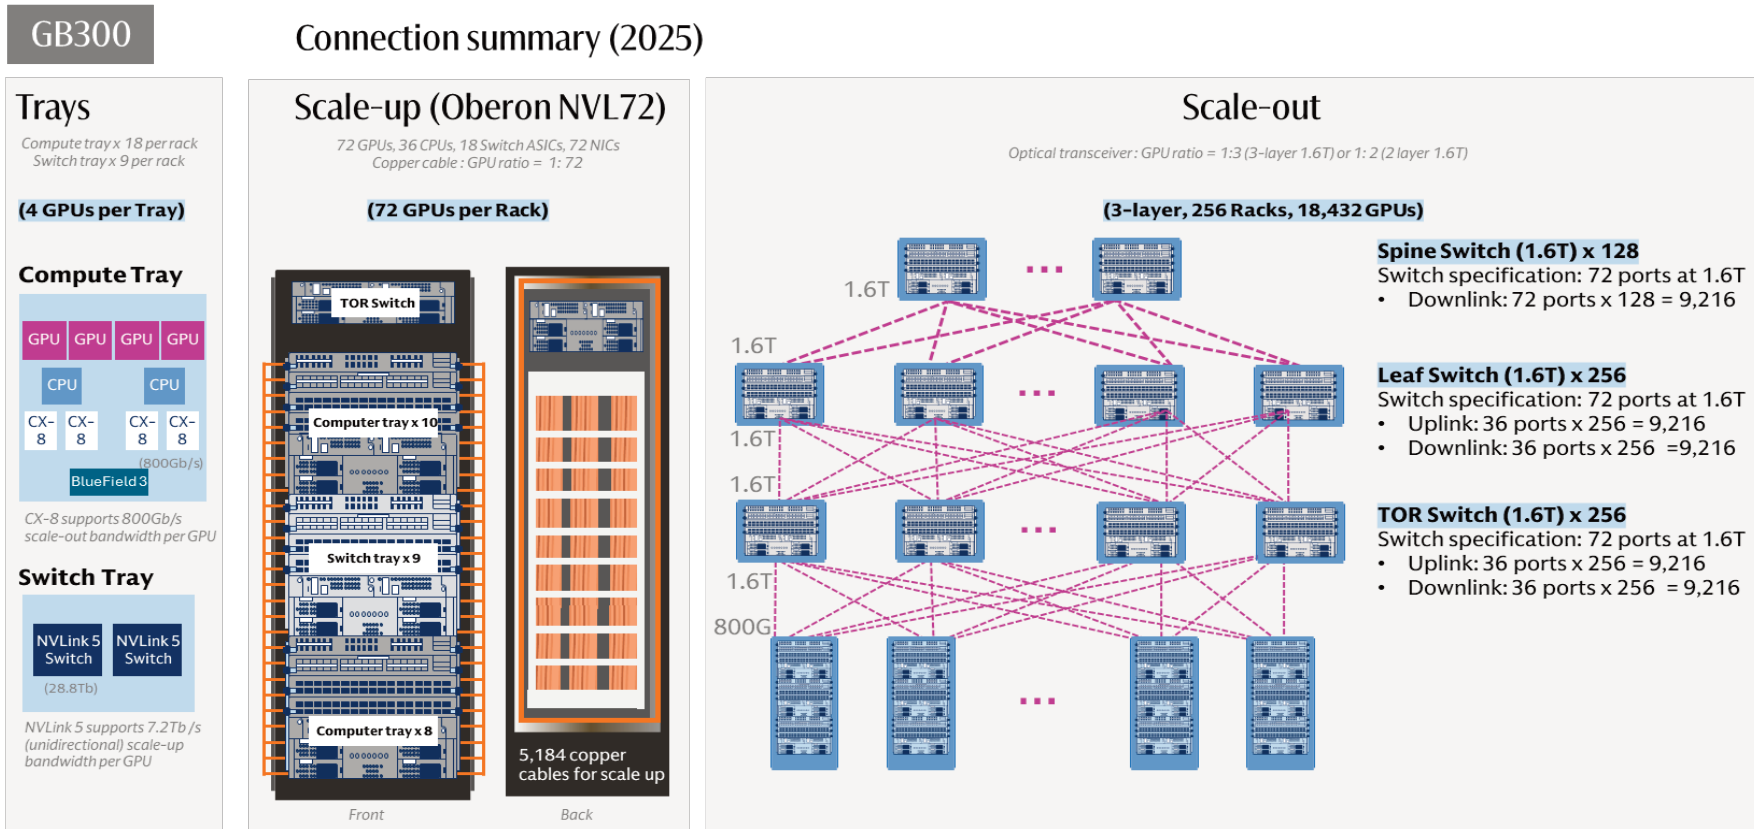 GB300
Connection summary (2025)
Trays
Compute tray x 18 per rack
Switch tray x 9 per rack
(4 GPUs per Tray)
Compute Tray
GPU GPU GPU GPU
CPU CPU
CX-8 CX-8 CX-8 CX-8
(800Gb/s)
BlueField 3
CX-8 supports 800Gb/s
scale-out bandwidth per GPU
Switch Tray
NVLink 5 Switch NVLink 5 Switch
(28.8Tb)
NVLink 5 supports 7.2Tb/s
(unidirectional) scale-up
bandwidth per GPU
Scale-up (Oberon NVL72)
72 GPUs, 36 CPUs, 18 Switch ASICs, 72 NICs
Copper cable : GPU ratio = 1: 72
(72 GPUs per Rack)
TOR Switch
Computer tray x 10
Switch tray x 9
Computer tray x 8
Front
5,184 copper
cables for scale up
Back
Scale-out
Optical transceiver : GPU ratio = 1:3 (3-layer 1.6T) or 1: 2 (2 layer 1.6T)
(3-layer, 256 Racks, 18,432 GPUs)
1.6T
1.6T
1.6T
1.6T
1.6T
800G
Spine Switch (1.6T) x 128
Switch specification: 72 ports at 1.6T
• Downlink: 72 ports x 128 = 9,216
Leaf Switch (1.6T) x 256
Switch specification: 72 ports at 1.6T
• Uplink: 36 ports x 256 = 9,216
• Downlink: 36 ports x 256 =9,216
TOR Switch (1.6T) x 256
Switch specification: 72 ports at 1.6T
• Uplink: 36 ports x 256 = 9,216
• Downlink: 36 ports x 256 = 9,216